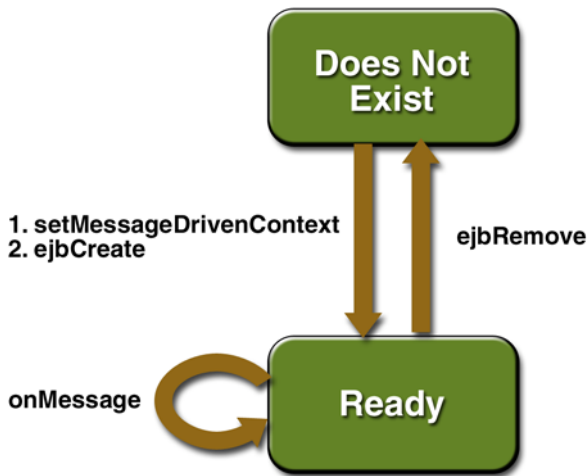 Does Not
Exist
1. setMessageDrivenContext
2. ejbCreate
ejbRemove
onMessage
Ready